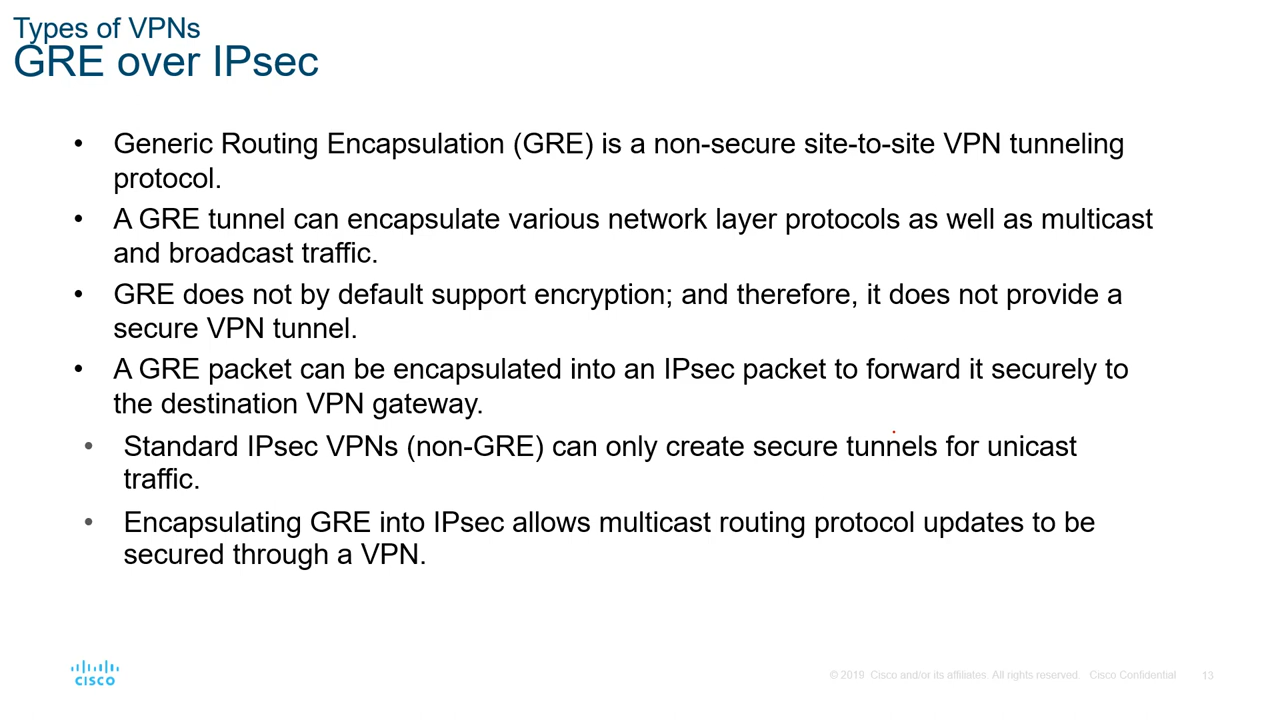 Types of VPNs
GRE over IPsec
• Generic Routing Encapsulation (GRE) is a non-secure site-to-site VPN tunneling
protocol.
• A GRE tunnel can encapsulate various network layer protocols as well as multicast
and broadcast traffic.
• GRE does not by default support encryption; and therefore, it does not provide a
secure VPN tunnel.
• A GRE packet can be encapsulated into an IPsec packet to forward it securely to
the destination VPN gateway.
• Standard IPsec VPNs (non-GRE) can only create secure tunnels for unicast
traffic.
• Encapsulating GRE into IPsec allows multicast routing protocol updates to be
secured through a VPN.
CISCO
© 2019 Cisco and/or its affiliates. All rights reserved. Cisco Confidential
13